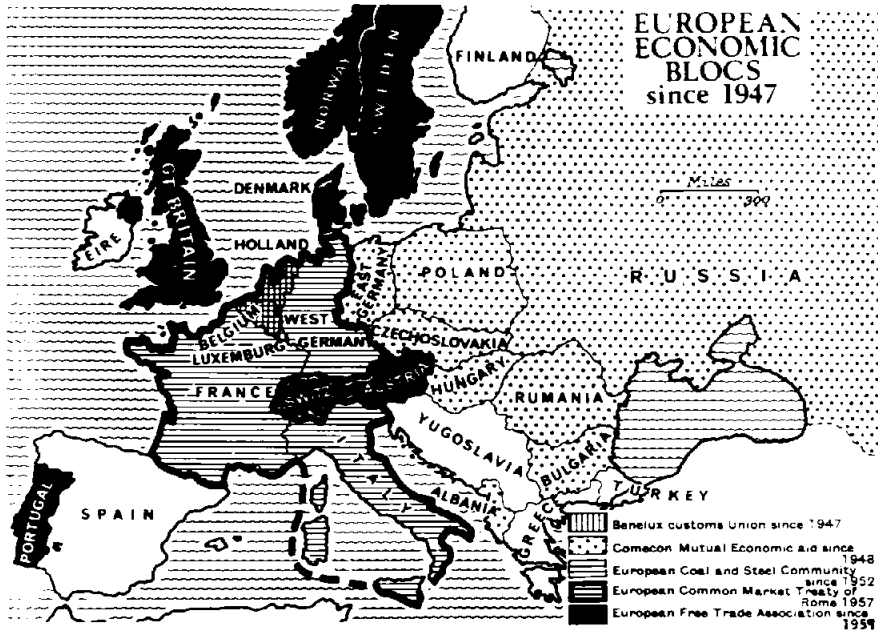 EUROPEAN
ECONOMIC
BLOCS
since 1947
FINLAND
NORWAY
SWEDEN
Miles
0 300
DENMARK
GT. BRITAIN
EIRE
HOLLAND
EAST
GERMANY
POLAND
RUSSIA
BELGIUM
WEST
GERMANY
LUXEMBURG
CZECHOSLOVAKIA
FRANCE
AUSTRIA
HUNGARY
RUMANIA
YUGOSLAVIA
ITALY
BULGARIA
ALBANIA
TURKEY
GREECE
PORTUGAL
SPAIN
Benelux customs Union since 1947
Comecon Mutual Economic aid since
1948
European Coal and Steel Community
since 1952
European Common Market Treaty of
Rome 1957
European Free Trade Association since
1959